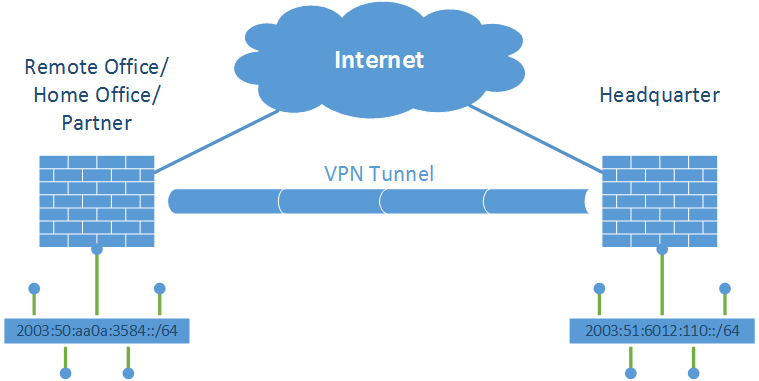 Internet
Remote Office/
Home Office/
Partner
Headquarter
VPN Tunnel
2003:50:aa0a:3584::/64
2003:51:6012:110::/64